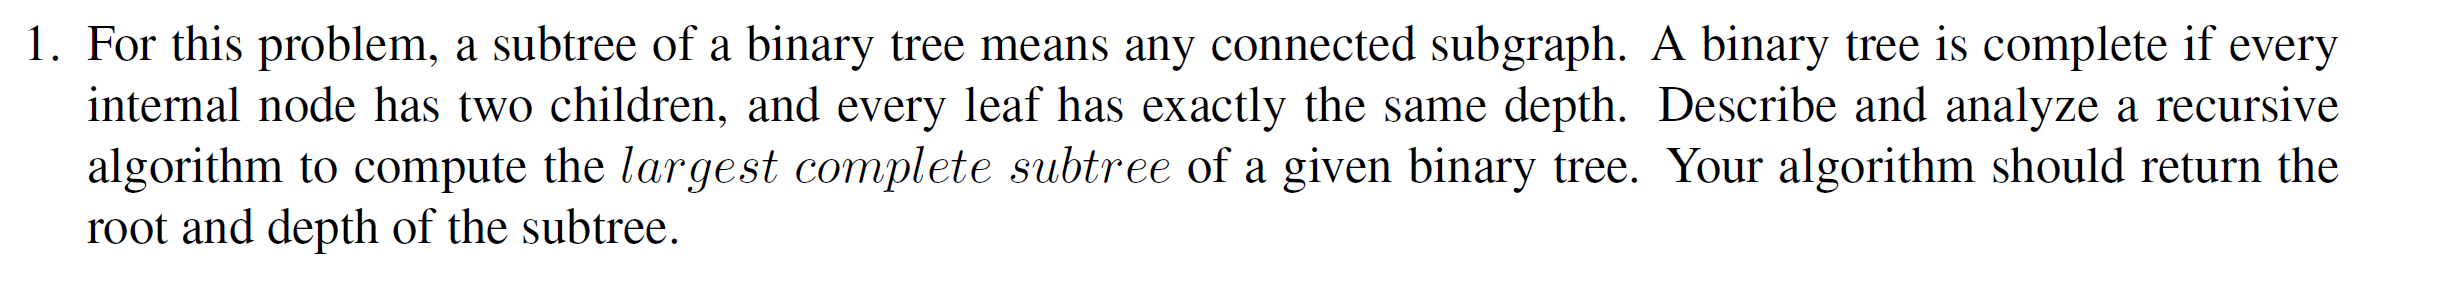 1. For this problem, a subtree of a binary tree means any connected subgraph. A binary tree is complete if every
internal node has two children, and every leaf has exactly the same depth. Describe and analyze a recursive
algorithm to compute the largest complete subtree of a given binary tree. Your algorithm should return the
root and depth of the subtree.